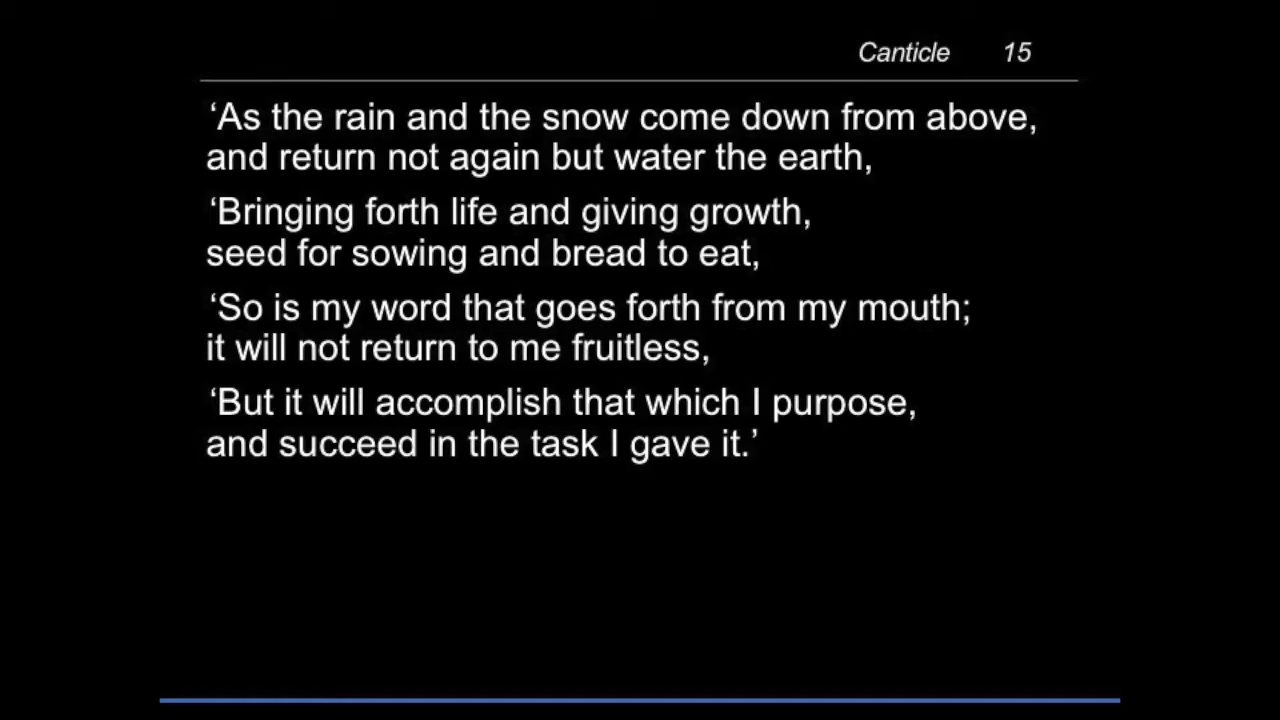 Canticle 15
‘As the rain and the snow come down from above,
and return not again but water the earth,
‘Bringing forth life and giving growth,
seed for sowing and bread to eat,
‘So is my word that goes forth from my mouth;
it will not return to me fruitless,
‘But it will accomplish that which I purpose,
and succeed in the task I gave it.’